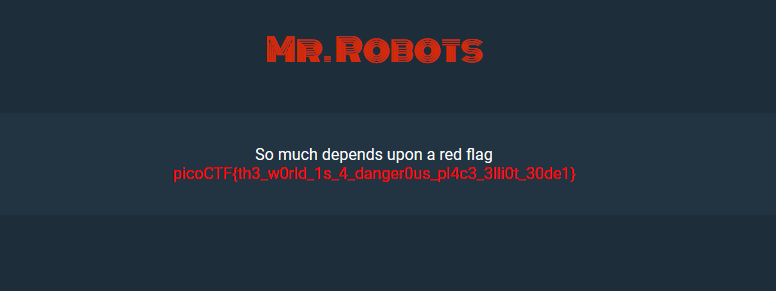 Mr.Robots
So much depends upon a red flag
picoCTF{th3_w0rld_1s_4_danger0us_pl4c3_3lli0t_30de1}